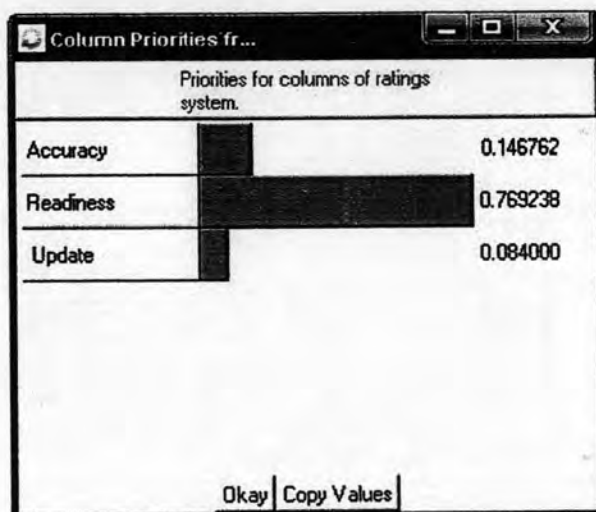 Column Priorities fr...
Priorities for columns of ratings
system.
Accuracy 0.146762
Readiness 0.769238
Update 0.084000
Okay Copy Values